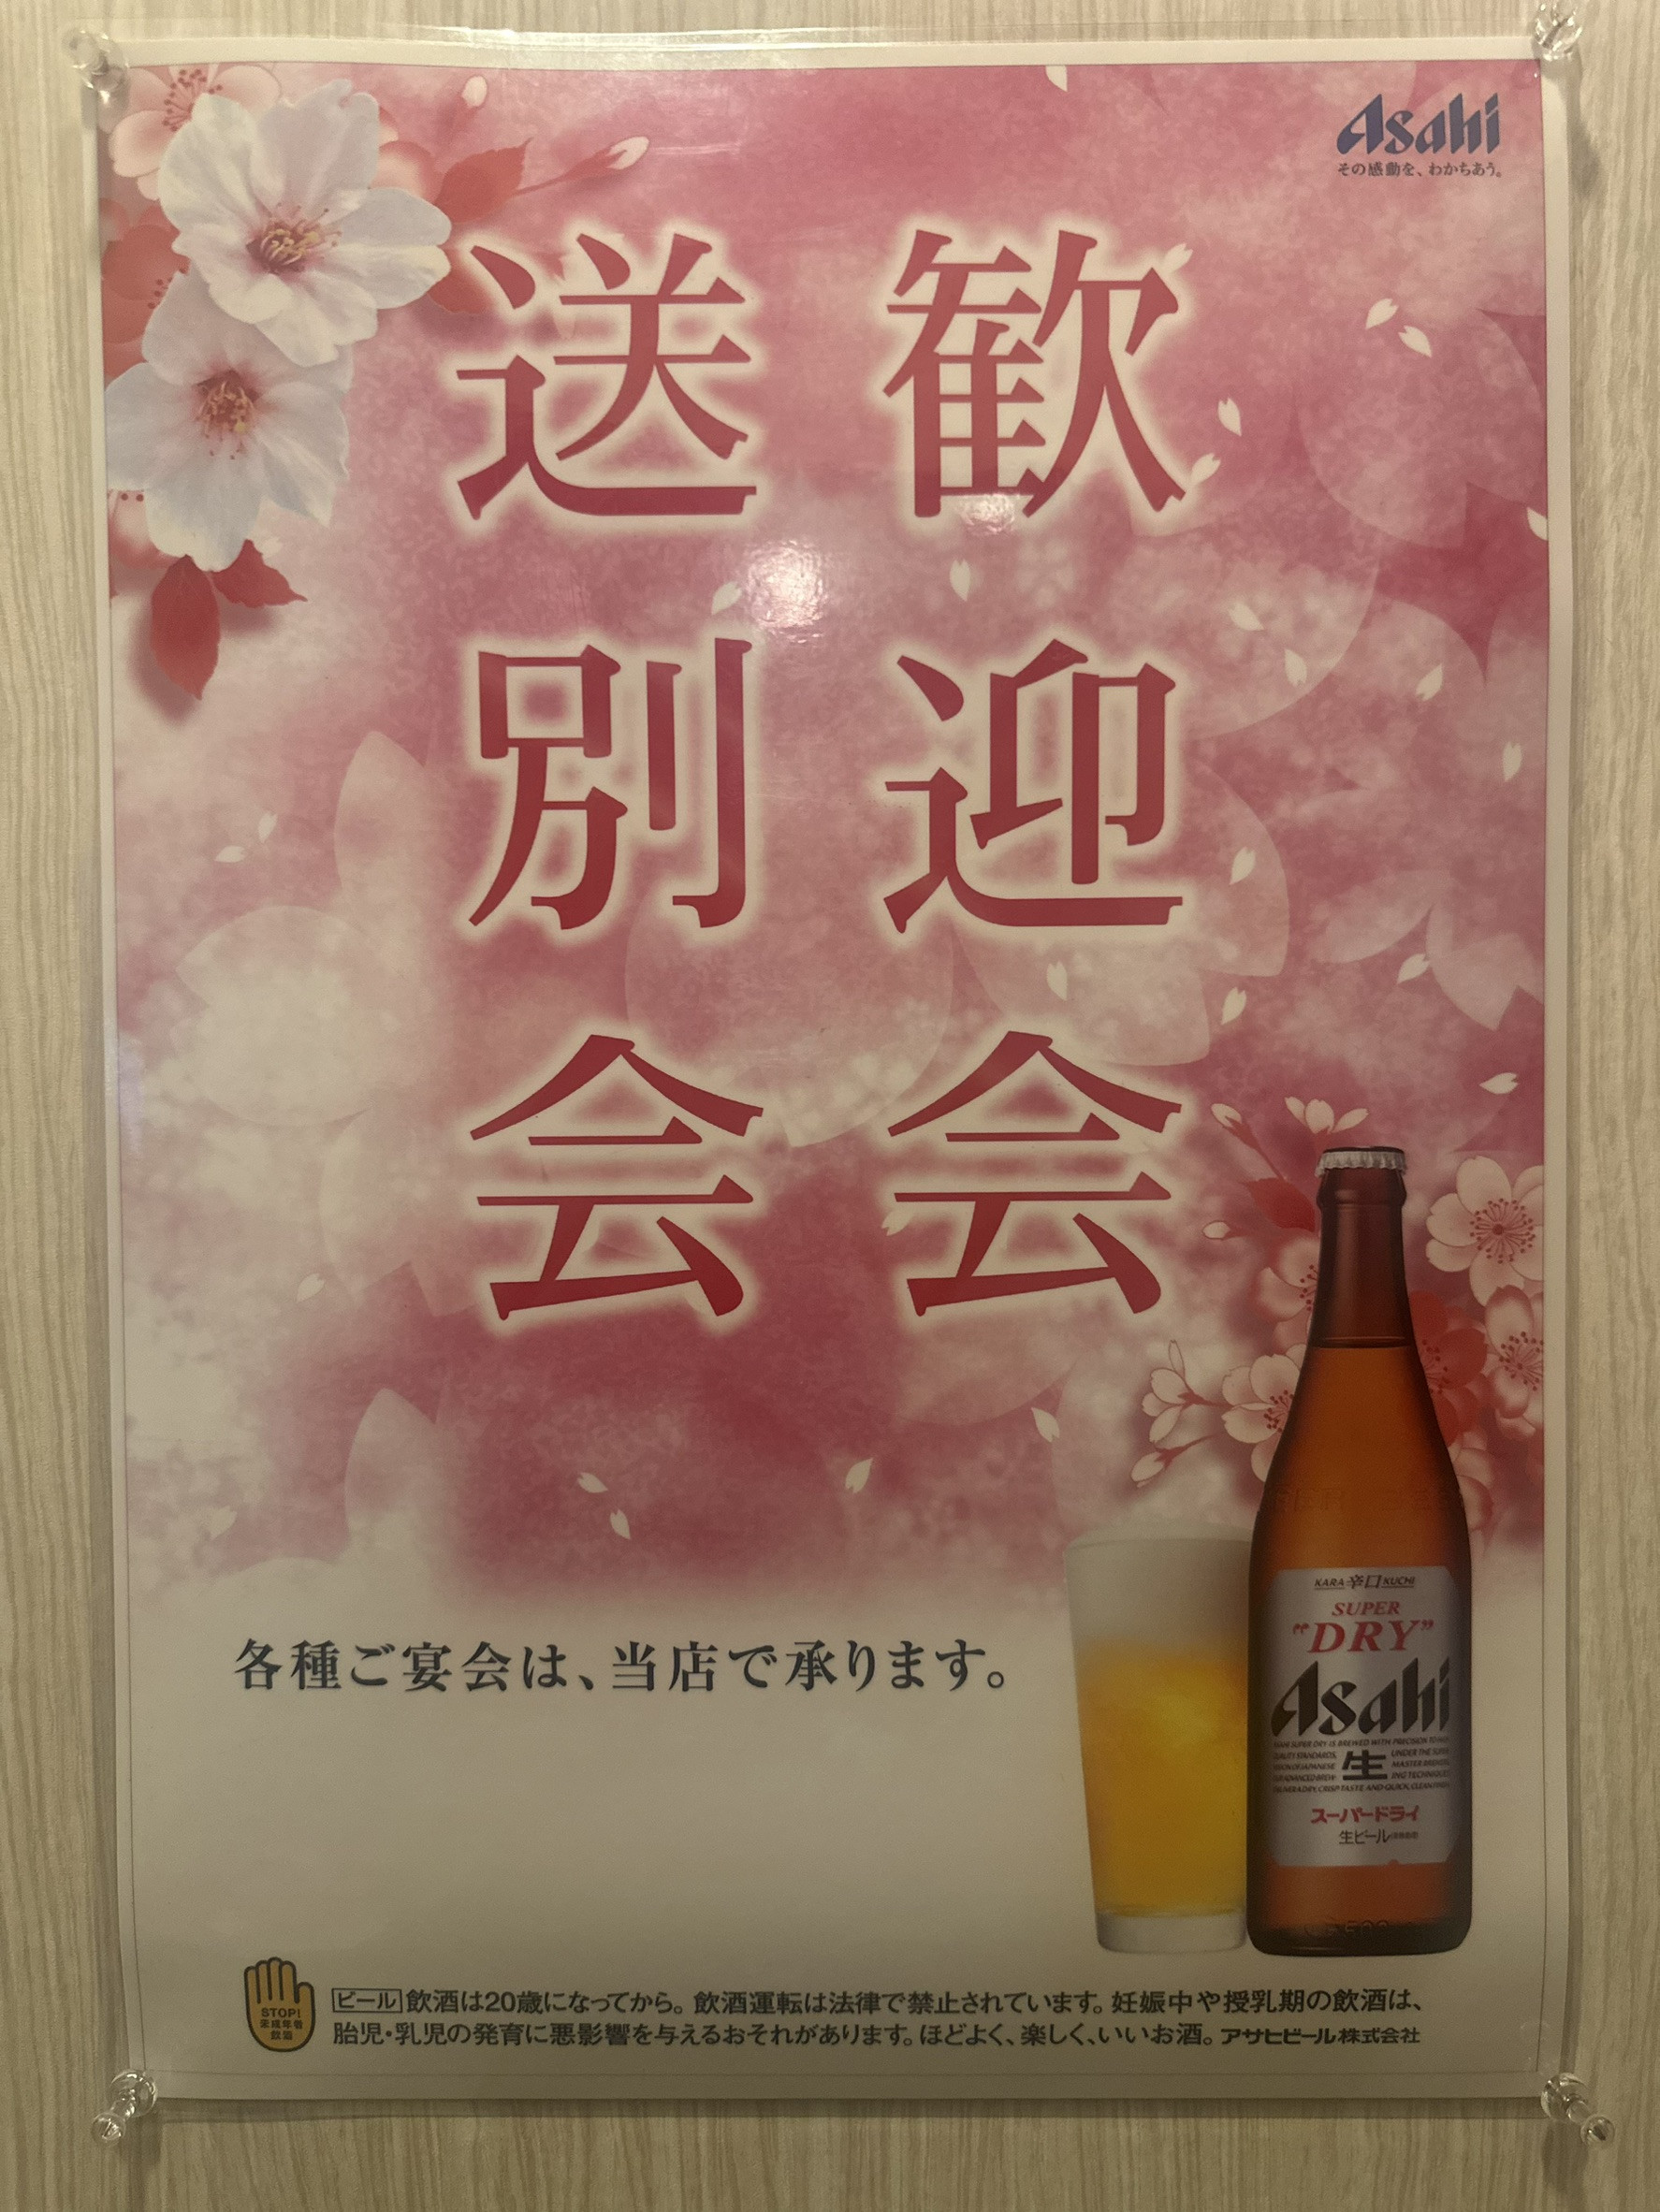 Asahi
その感動を、わかちあう。
歓迎会
送別会
各種ご宴会は、当店で承ります。
KARA 辛口 KUCHI
SUPER
"DRY"
Asahi
生
スーパードライ
生ビール
STOP!
未成年者
飲酒
ビール 飲酒は20歳になってから。飲酒運転は法律で禁止されています。妊娠中や授乳期の飲酒は、
胎児・乳児の発育に悪影響を与えるおそれがあります。ほどよく、楽しく、いいお酒。アサヒビール株式会社